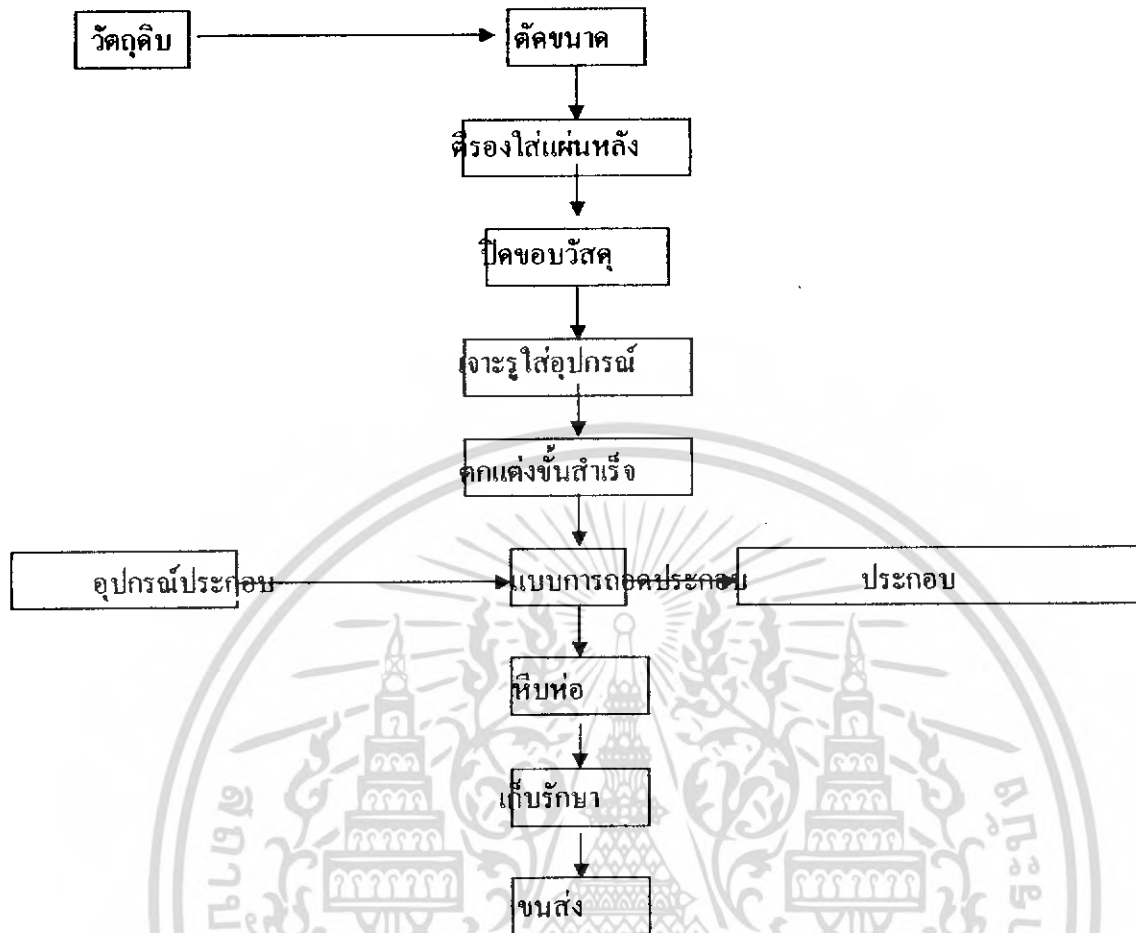 วัตถุดิบ
ตัดขนาด
ตีรองใส่แผ่นหลัง
ปิดขอบวัสดุ
เจาะรูใส่อุปกรณ์
ตกแต่งขั้นสำเร็จ
อุปกรณ์ประกอบ
แบบการถอดประกอบ
ประกอบ
หีบห่อ
เก็บรักษา
ขนส่ง